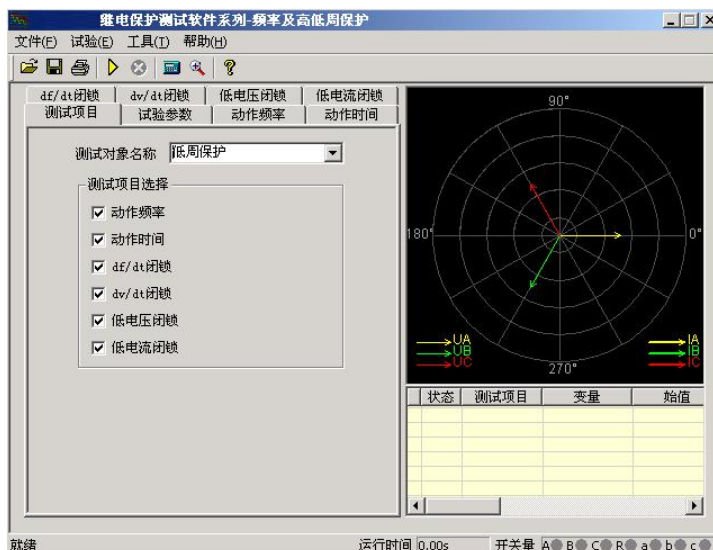 继电保护测试软件系列-频率及高低周保护
文件(F) 试验(E) 工具(T) 帮助(H)
df/dt闭锁 dv/dt闭锁 低电压闭锁 低电流闭锁
测试项目 试验参数 动作频率 动作时间
测试对象名称 低周保护
测试项目选择
动作频率
动作时间
df/dt闭锁
dv/dt闭锁
低电压闭锁
低电流闭锁
90°
180° 0°
270°
UA IA
UB IB
UC IC
状态 测试项目 变量 始值
就绪 运行时间 0.00s 开关量 A B C R a b c